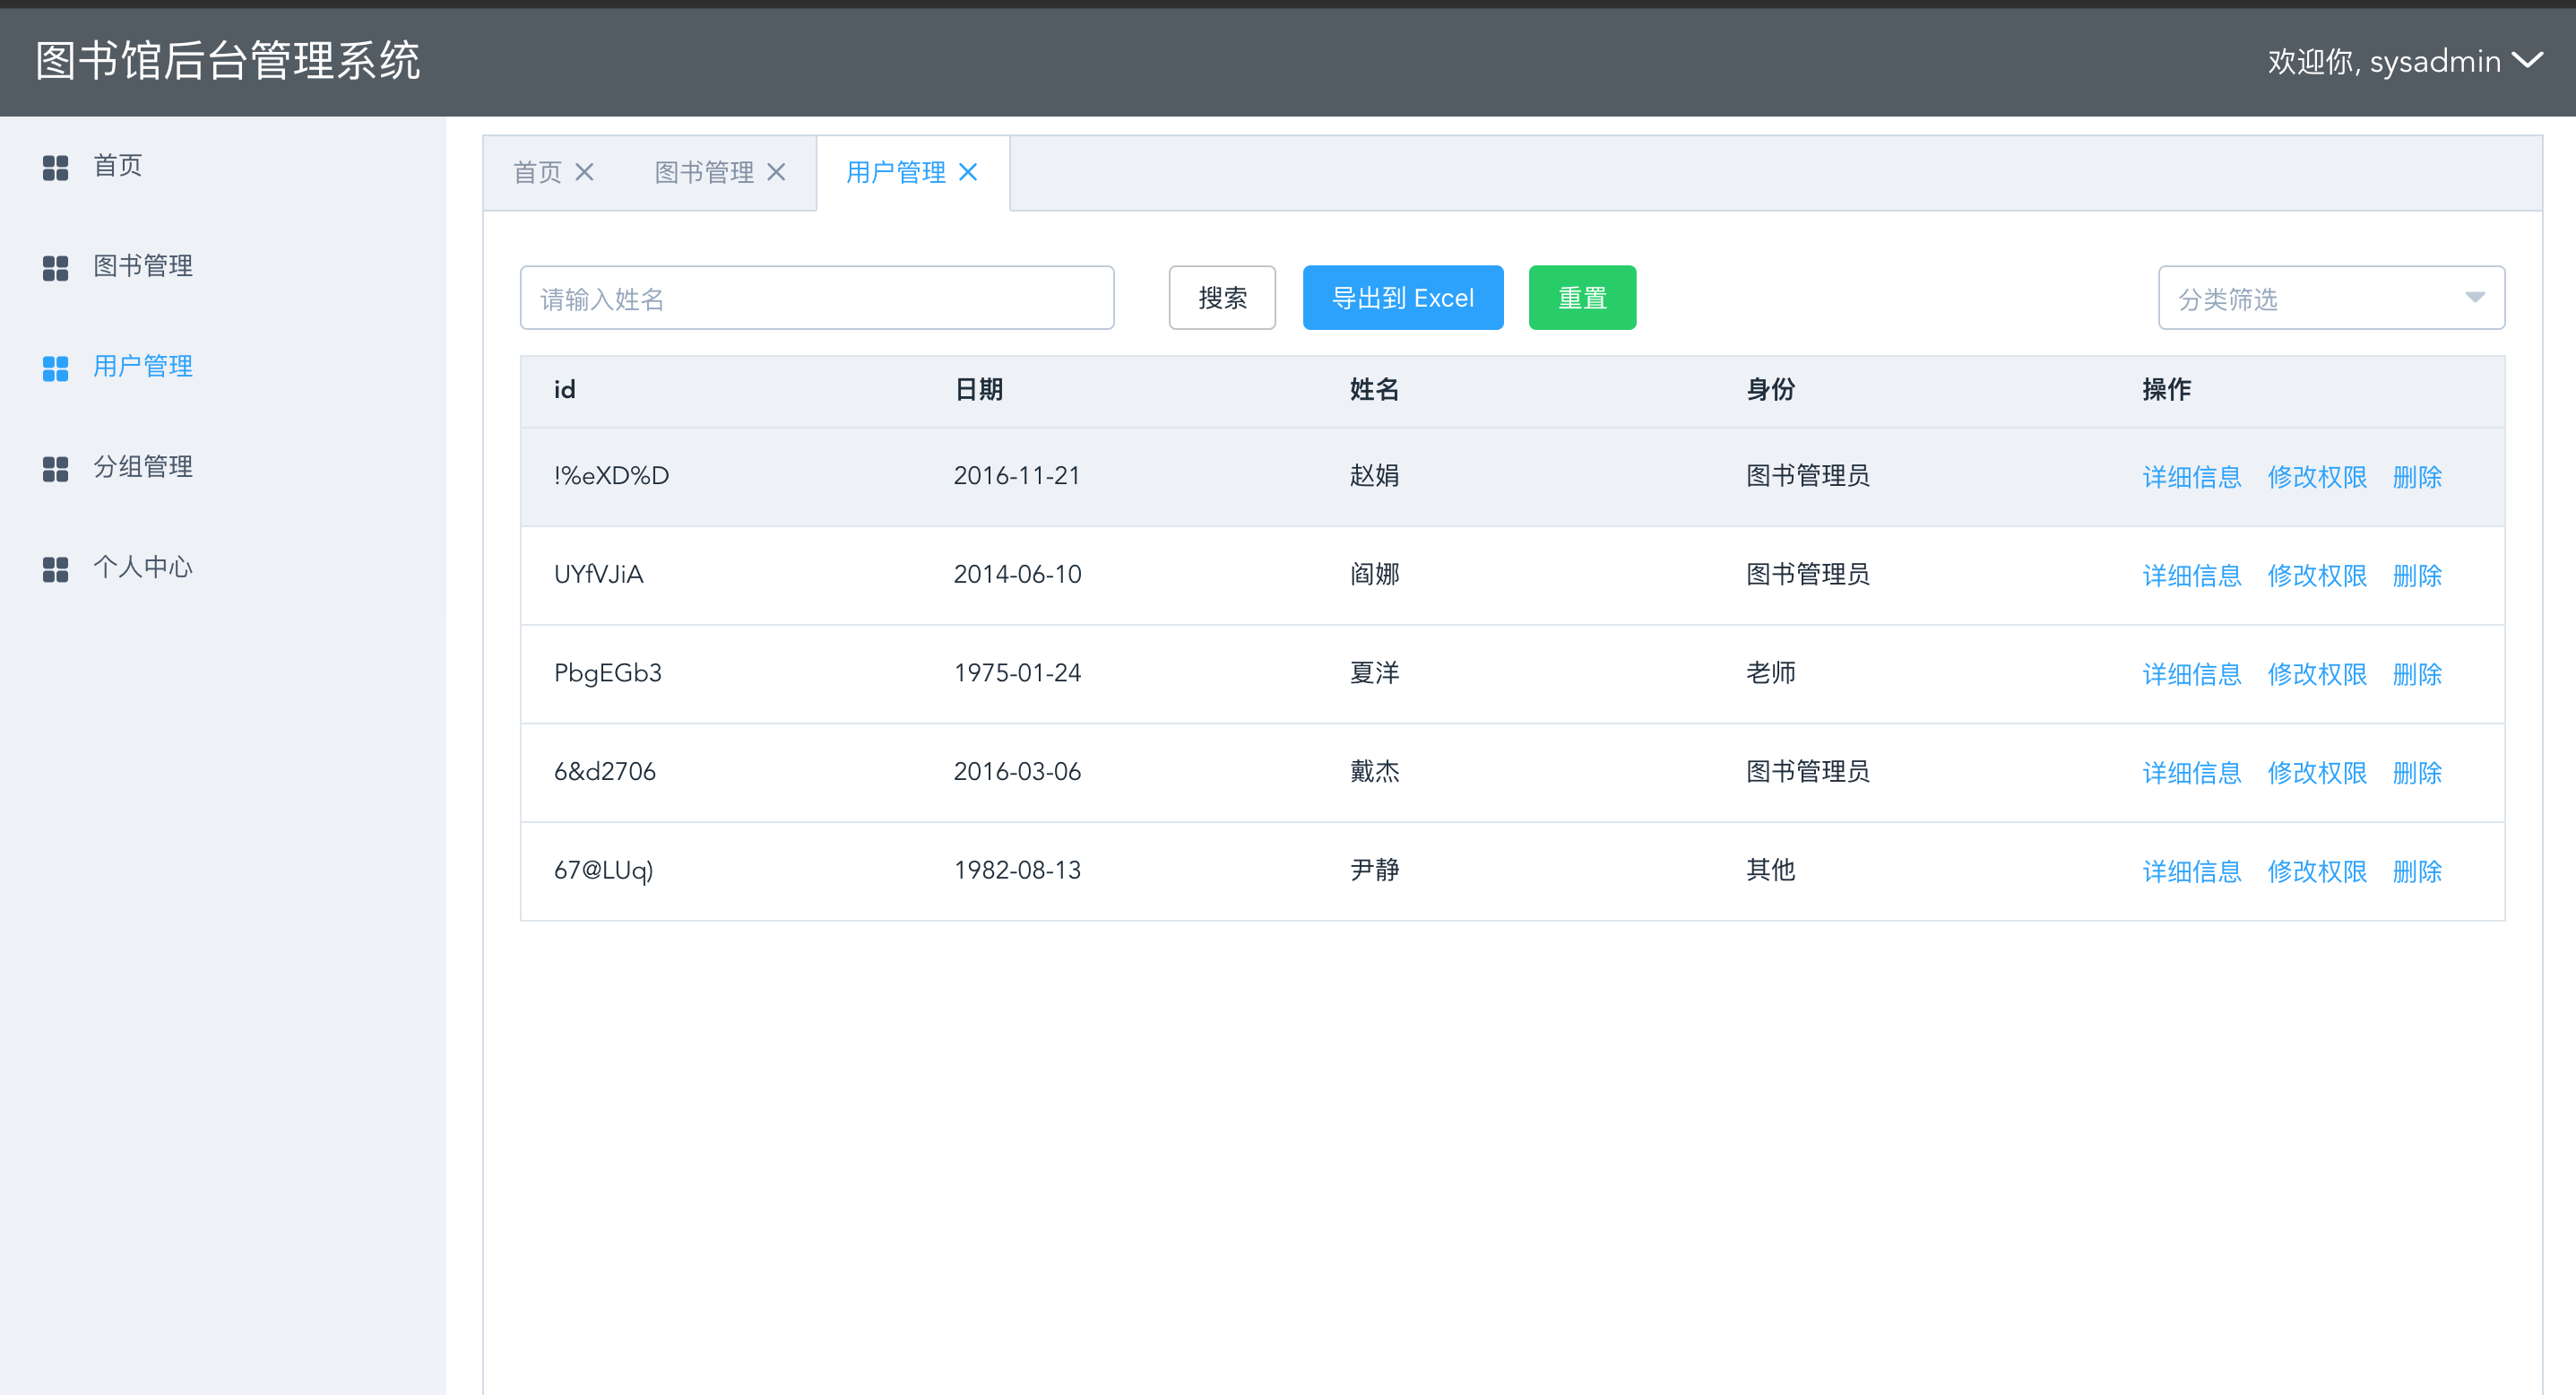 图书馆后台管理系统
欢迎你, sysadmin
首页
图书管理
用户管理
分组管理
个人中心
首页 图书管理 用户管理
请输入姓名 搜索 导出到 Excel 重置 分类筛选
id 日期 姓名 身份 操作
!%eXD%D 2016-11-21 赵娟 图书管理员 详细信息 修改权限 删除
UYfVJiA 2014-06-10 阎娜 图书管理员 详细信息 修改权限 删除
PbgEGb3 1975-01-24 夏洋 老师 详细信息 修改权限 删除
6&d2706 2016-03-06 戴杰 图书管理员 详细信息 修改权限 删除
67@LUq) 1982-08-13 尹静 其他 详细信息 修改权限 删除